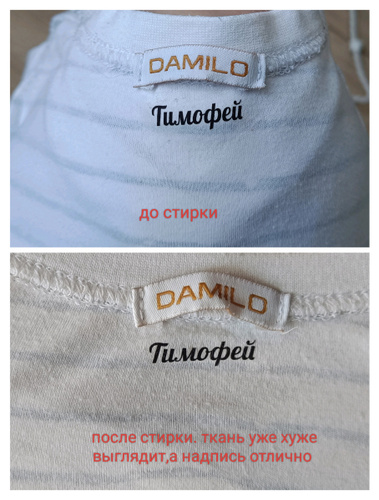 DAMILO
Тимофей
до стирки
DAMILO
Тимофей
после стирки. ткань уже хуже
выглядит,а надпись отлично